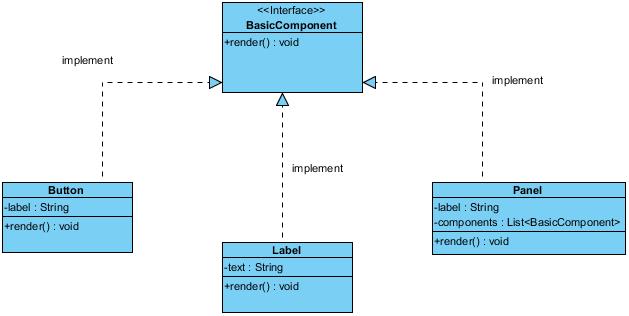 <<Interface>>
BasicComponent
+render() : void
implement
implement
implement
Button
-label : String
+render() : void
Label
-text : String
+render() : void
Panel
-label : String
-components : List<BasicComponent>
+render() : void